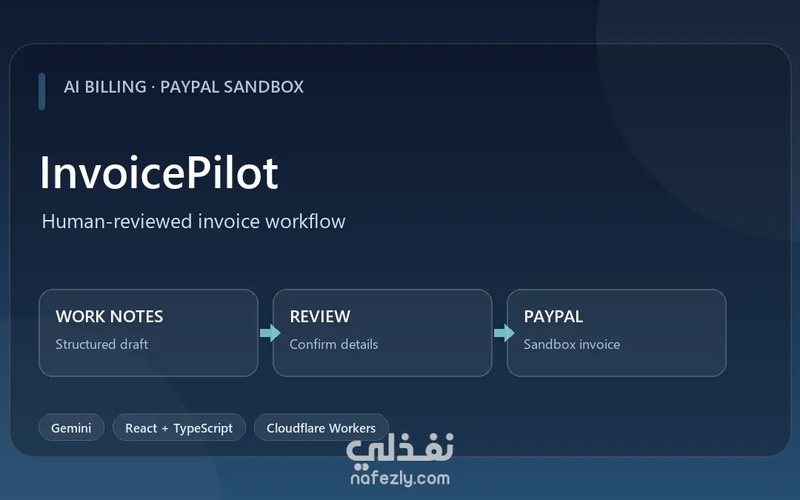 AI BILLING · PAYPAL SANDBOX
InvoicePilot
Human-reviewed invoice workflow
WORK NOTES
Structured draft
REVIEW
Confirm details
PAYPAL
Sandbox invoice
Gemini
React + TypeScript
Cloudflare Workers
نفذلي
nafezly.com